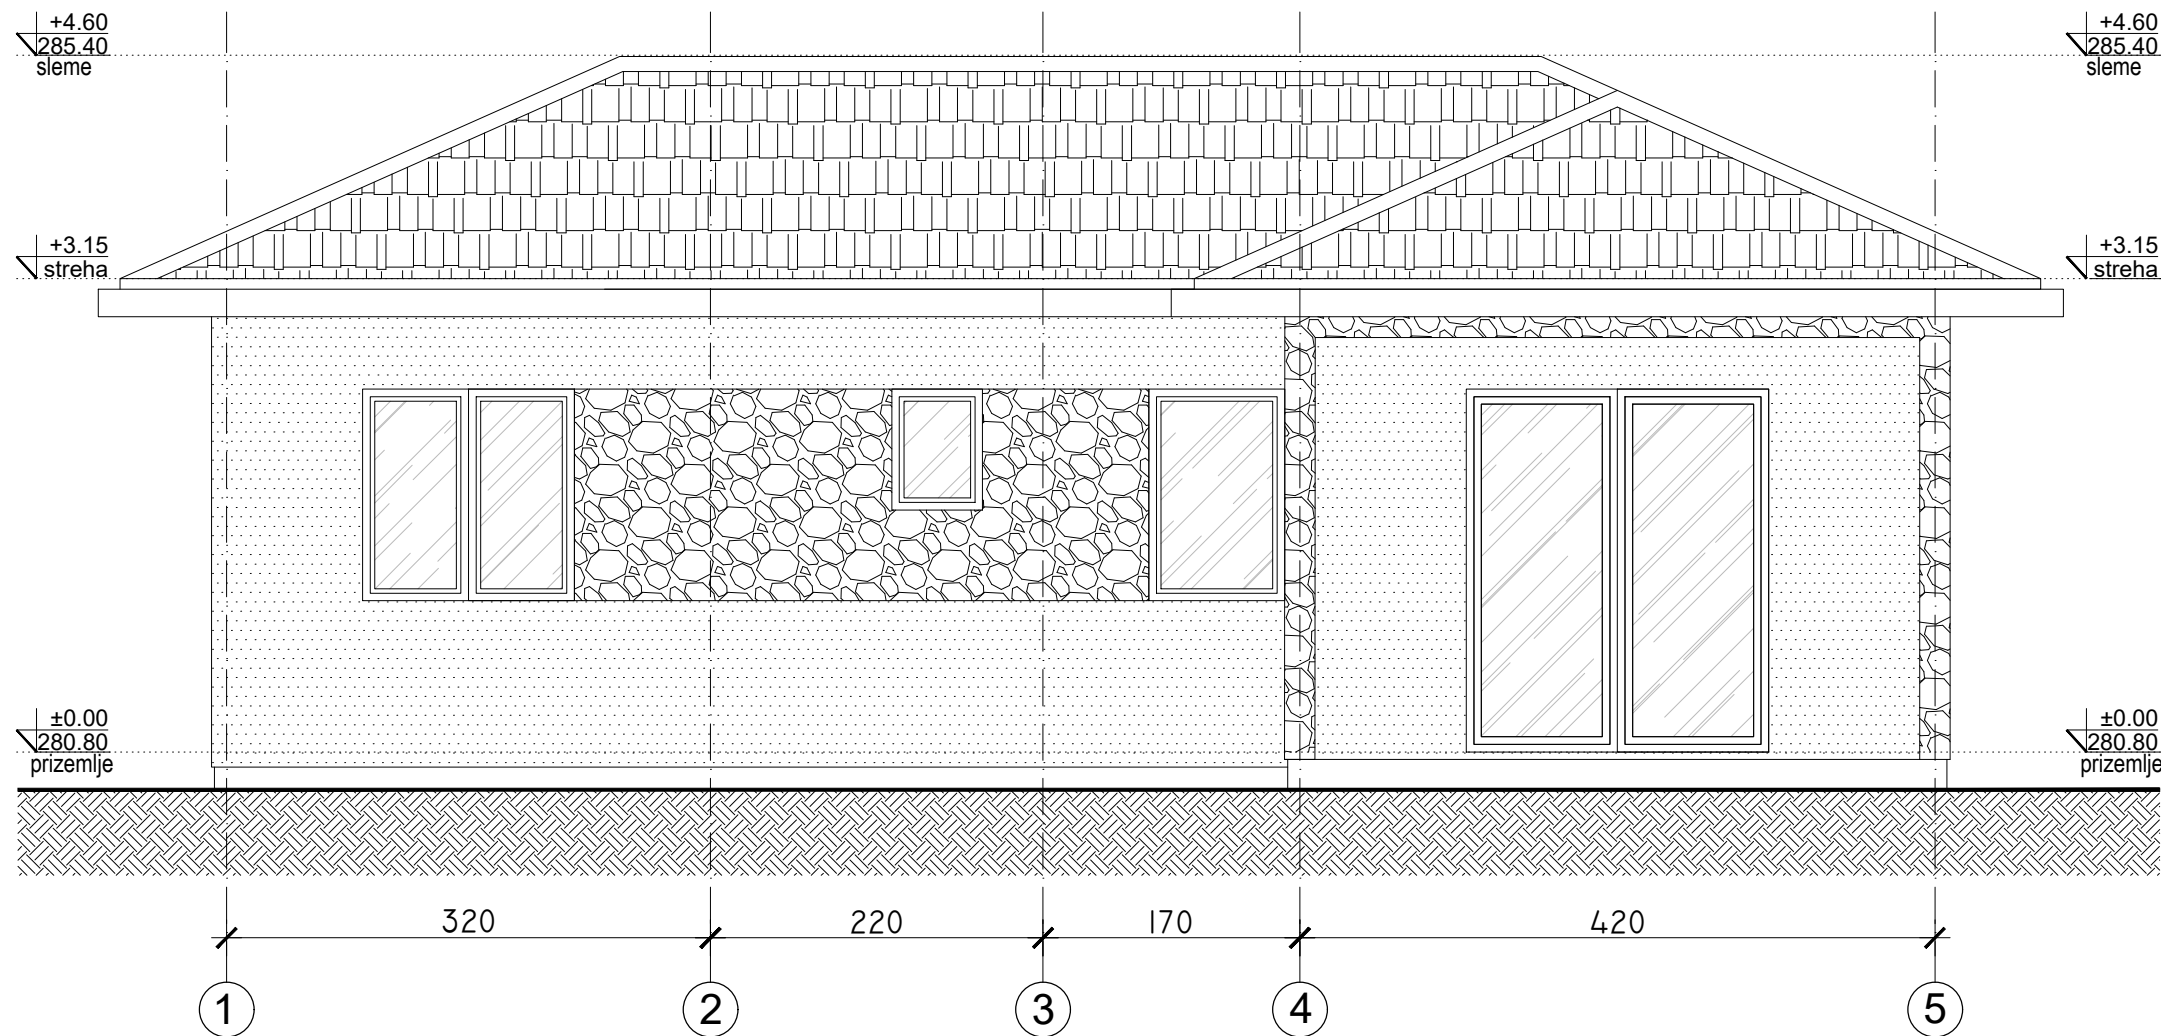 +4.60
285.40
sleme
+4.60
285.40
sleme
+3.15
streha
+3.15
streha
±0.00
280.80
prizemlje
±0.00
280.80
prizemlje
320 220 170 420
1 2 3 4 5